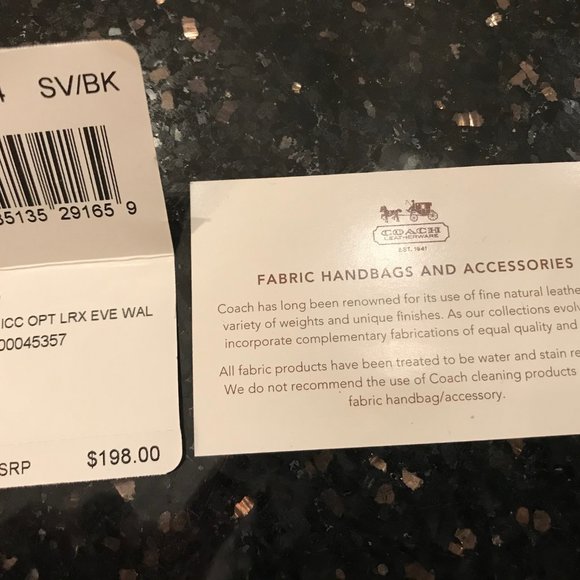 4 SV/BK
35135 29165 9
ICC OPT LRX EVE WAL
00045357
SRP $198.00
COACH
LEATHERWARE
EST. 1941
FABRIC HANDBAGS AND ACCESSORIES
Coach has long been renowned for its use of fine natural leathe
variety of weights and unique finishes. As our collections evolv
incorporate complementary fabrications of equal quality and
All fabric products have been treated to be water and stain re
We do not recommend the use of Coach cleaning products
fabric handbag/accessory.